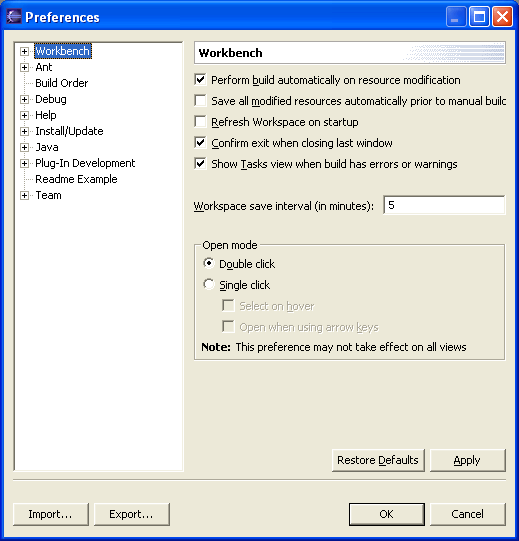 Preferences
Workbench
Ant
Build Order
Debug
Help
Install/Update
Java
Plug-In Development
Readme Example
Team
Workbench
Perform build automatically on resource modification
Save all modified resources automatically prior to manual builc
Refresh Workspace on startup
Confirm exit when closing last window
Show Tasks view when build has errors or warnings
Workspace save interval (in minutes): 5
Open mode
Double click
Single click
Select on hover
Open when using arrow keys
Note: This preference may not take effect on all views
Restore Defaults Apply
Import... Export... OK Cancel